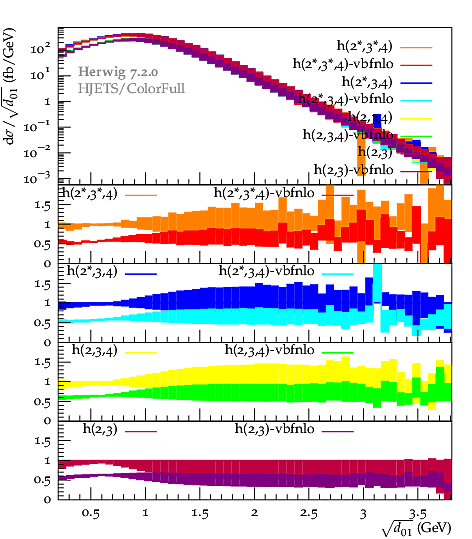 dσ/√d₀₁ (fb/GeV)
10² 
10¹
1
10⁻¹
10⁻²
10⁻³
Herwig 7.2.0
HJETS/ColorFull
h(2*,3*,4)
h(2*,3*,4)-vbfnlo
h(2*,3,4)
h(2*,3,4)-vbfnlo
h(2,3,4)
h(2,3,4)-vbfnlo
h(2,3)
h(2,3)-vbfnlo
h(2*,3*,4) h(2*,3*,4)-vbfnlo
1.5
1
0.5
0
h(2*,3,4) h(2*,3,4)-vbfnlo
1.5
1
0.5
0
h(2,3,4) h(2,3,4)-vbfnlo
1.5
1
0.5
0
h(2,3) h(2,3)-vbfnlo
1.5
1
0.5
0
0.5 1 1.5 2 2.5 3 3.5
√d₀₁ (GeV)